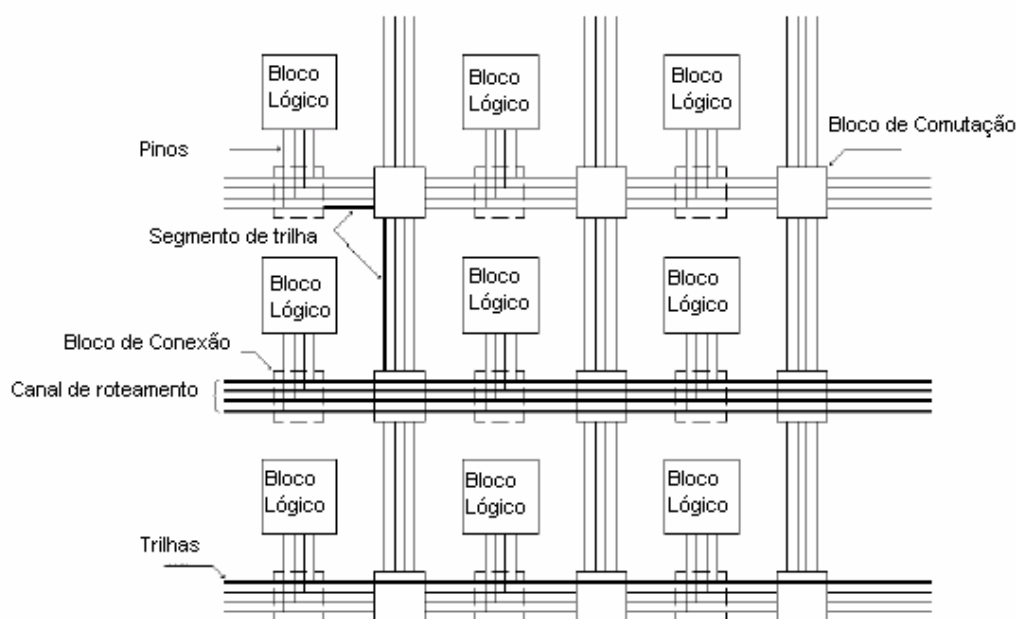 Bloco
Lógico
Bloco
Lógico
Bloco
Lógico
Bloco de Comutação
Pinos
Segmento de trilha
Bloco
Lógico
Bloco
Lógico
Bloco
Lógico
Bloco de Conexão
Canal de roteamento
Bloco
Lógico
Bloco
Lógico
Bloco
Lógico
Trilhas